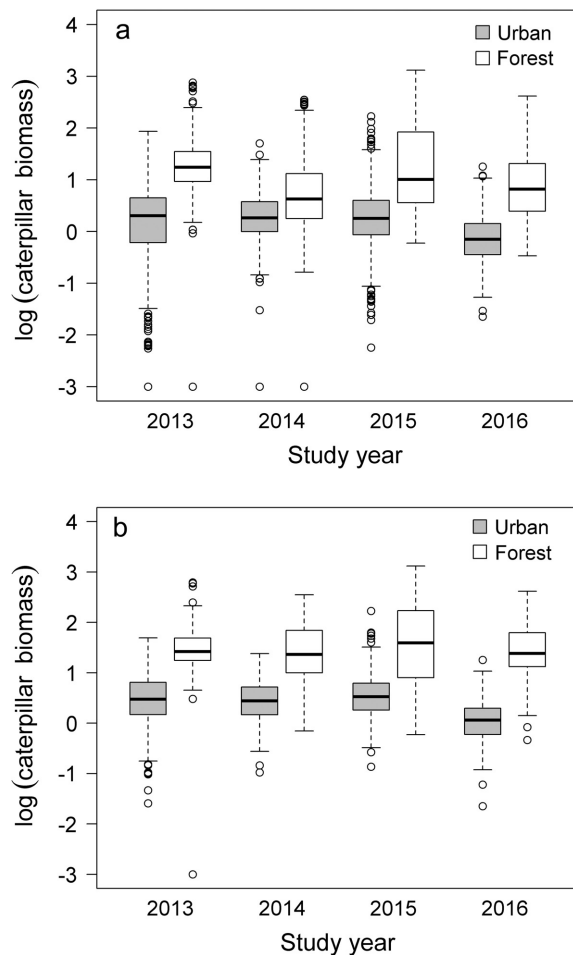 a
Urban
Forest
log (caterpillar biomass)
4
3
2
1
0
-1
-2
-3
2013 2014 2015 2016
Study year
b
Urban
Forest
log (caterpillar biomass)
4
3
2
1
0
-1
-2
-3
2013 2014 2015 2016
Study year